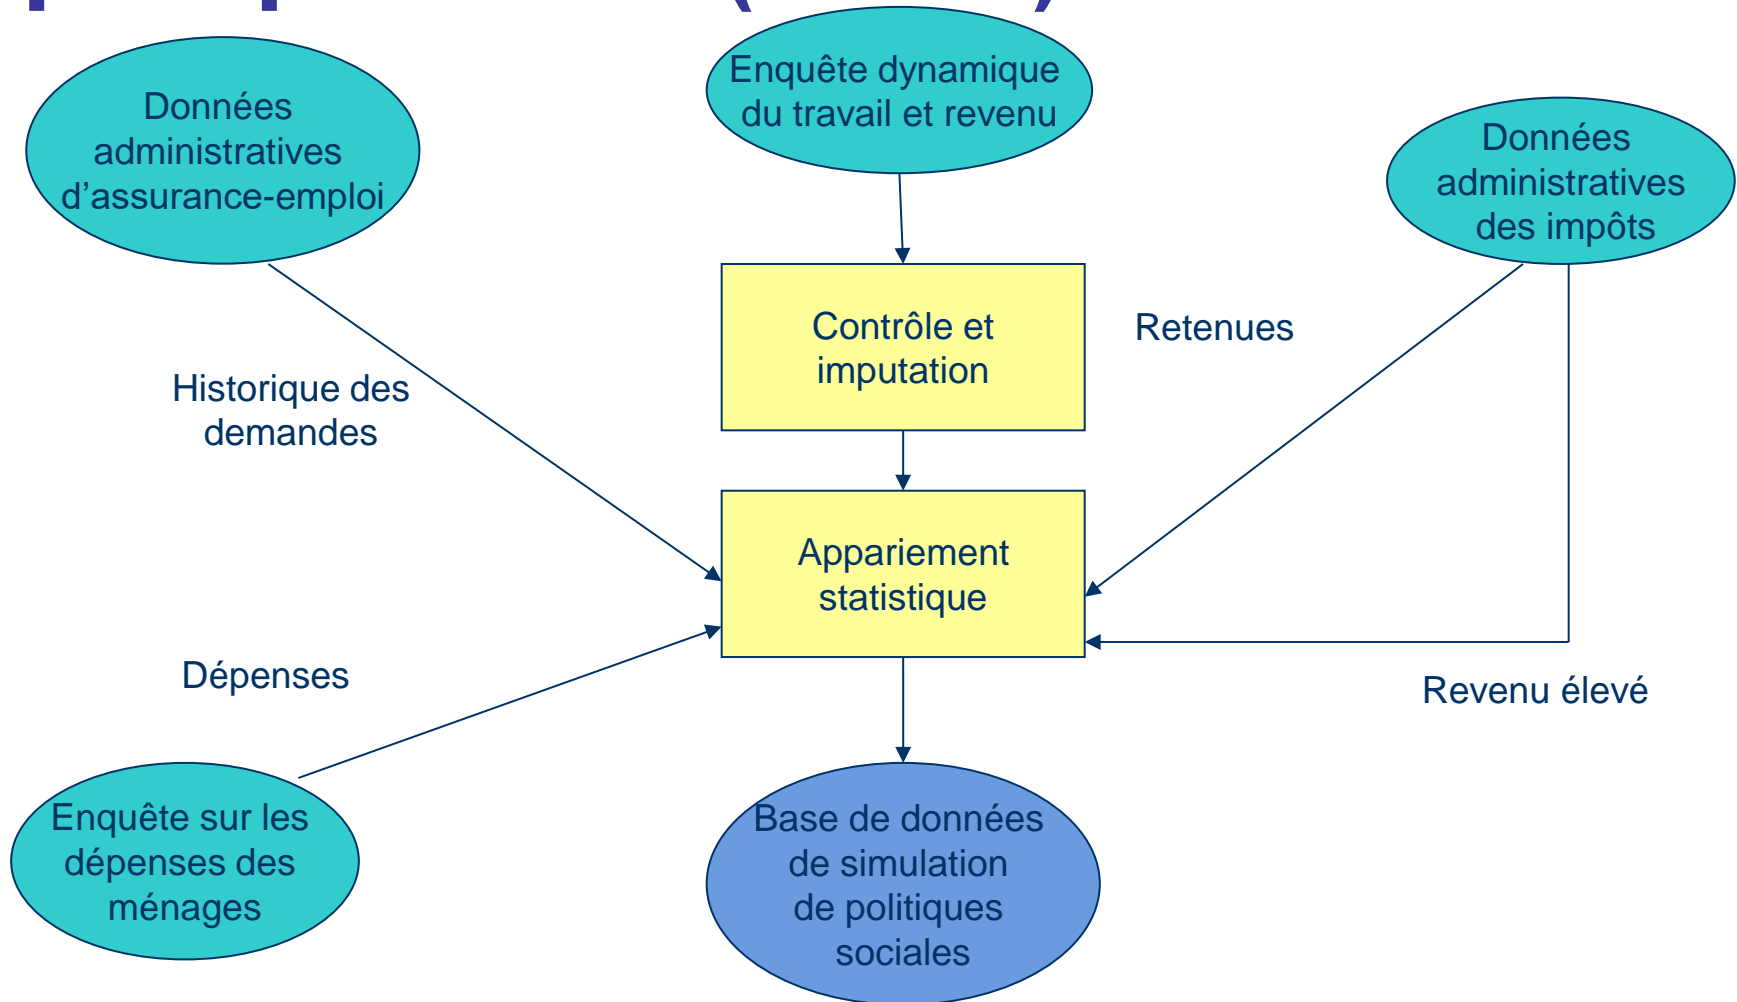 Données
administratives
d’assurance-emploi
Enquête dynamique
du travail et revenu
Données
administratives
des impôts
Contrôle et
imputation
Retenues
Historique des
demandes
Appariement
statistique
Dépenses
Revenu élevé
Enquête sur les
dépenses des
ménages
Base de données
de simulation
de politiques
sociales